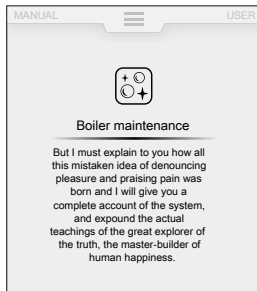 MANUAL USER
Boiler maintenance
But I must explain to you how all
this mistaken idea of denouncing
pleasure and praising pain was
born and I will give you a
complete account of the system,
and expound the actual
teachings of the great explorer of
the truth, the master-builder of
human happiness.